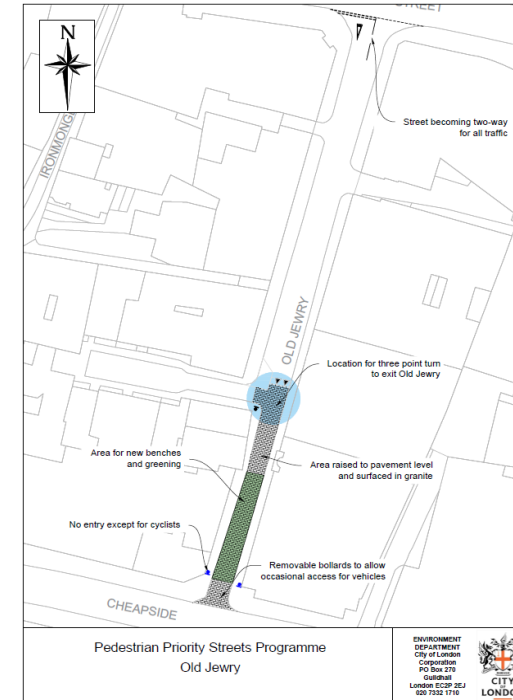 STREET
N
Street becoming two-way
for all traffic
IRONMONG
OLD JEWRY
Location for three point turn
to exit Old Jewry
Area for new benches
and greening
Area raised to pavement level
and surfaced in granite
No entry except for cyclists
Removable bollards to allow
occasional access for vehicles
CHEAPSIDE
Pedestrian Priority Streets Programme
Old Jewry
ENVIRONMENT
DEPARTMENT
City of London
Corporation
PO Box 270
Guildhall
London EC2P 2EJ
020 7332 1710
CITY
LONDO